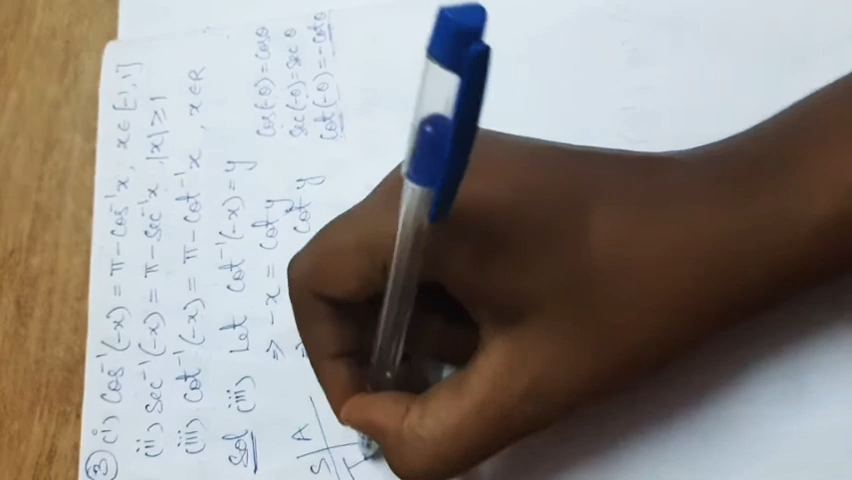 ③ (i) Cos⁻¹(-x) = π - Cos⁻¹x, x ∈ [-1, 1]
(ii) Sec⁻¹(-x) = π - Sec⁻¹x, |x| ≥ 1
(iii) Cot⁻¹(-x) = π - Cot⁻¹x, x ∈ R
Sol (iii) Let Cot⁻¹(-x) = y
⇒ -x = Cot y
⇒ Cot y
Cos(-θ) = Cosθ
Sec(-θ) = Sec θ
Cot(-θ) = -Cotθ
S A
T